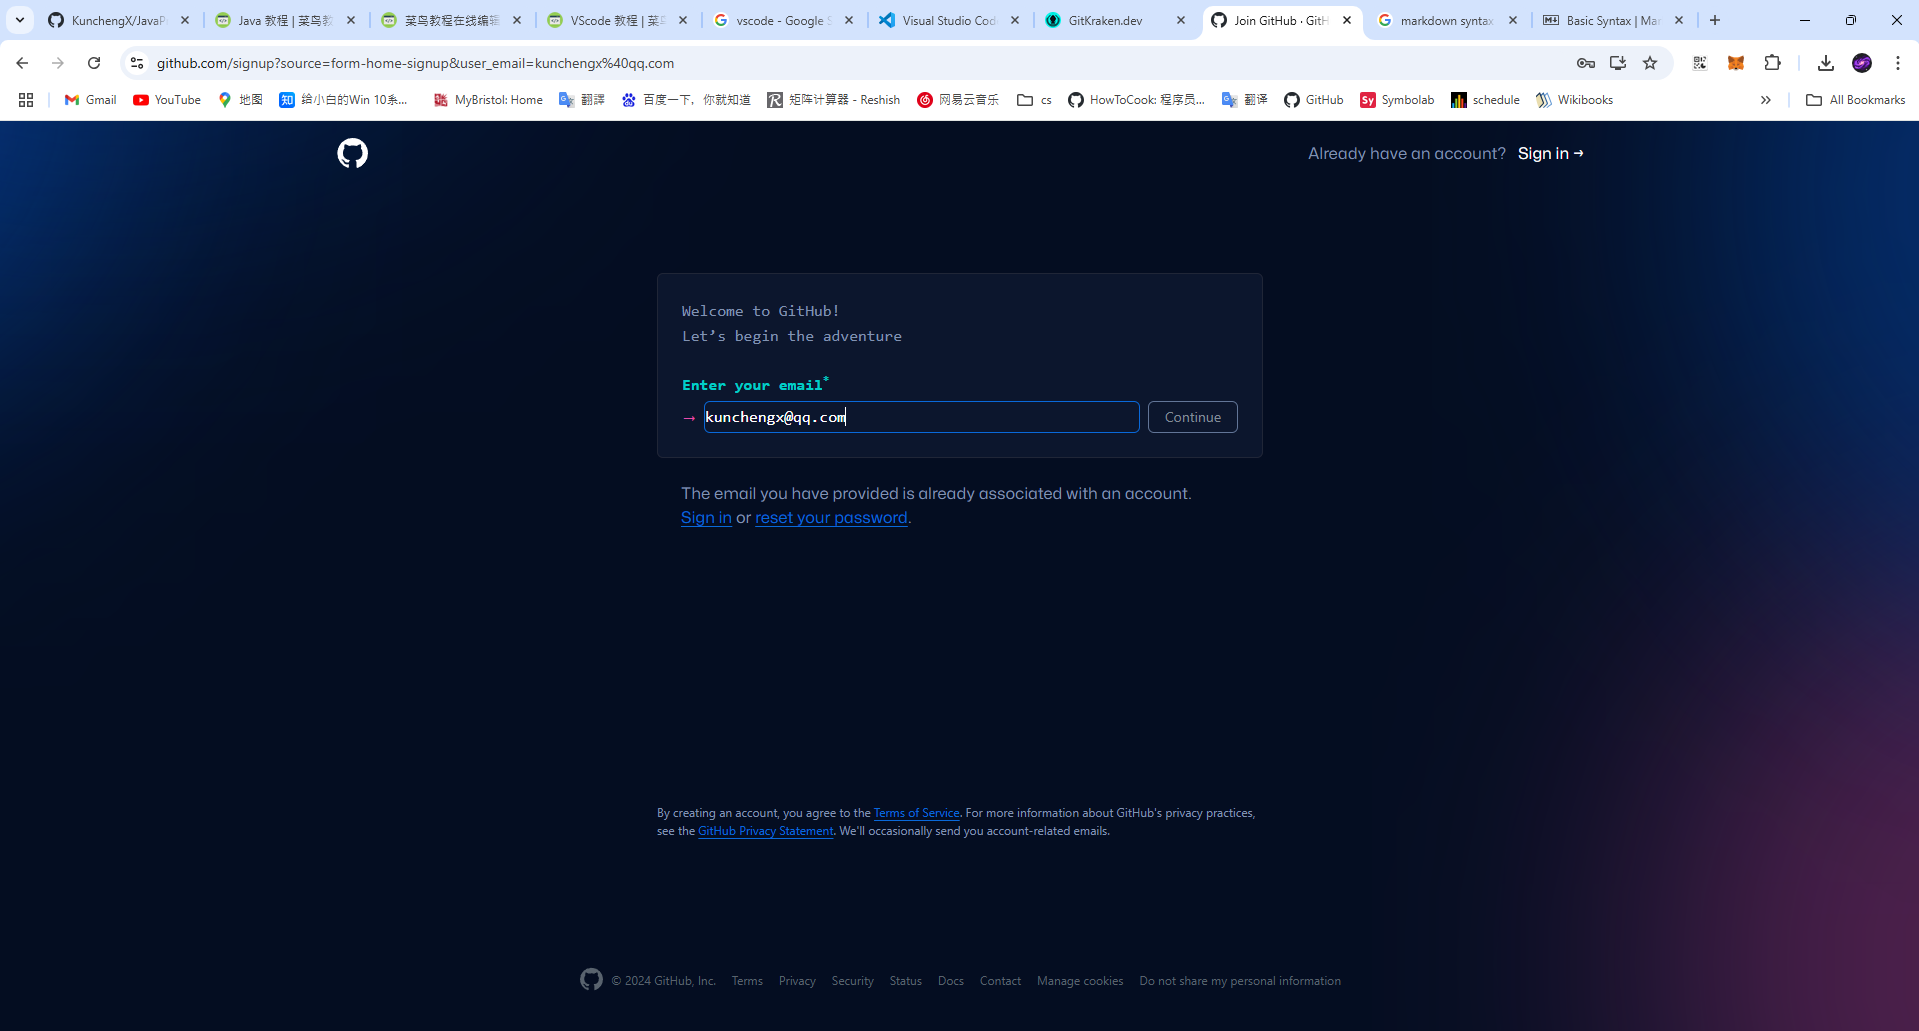 KunchengX/JavaP
Java 教程 | 菜鸟教
菜鸟教程在线编辑
VScode 教程 | 菜鸟
vscode - Google S
Visual Studio Cod
GitKraken.dev
Join GitHub · GitH
markdown syntax
Basic Syntax | Mar
github.com/signup?source=form-home-signup&user_email=kunchengx%40qq.com
Gmail
YouTube
地图
知 给小白的Win 10系...
MyBristol: Home
翻譯
百度一下，你就知道
R 矩阵计算器 - Reshish
网易云音乐
cs
HowToCook: 程序员...
翻译
GitHub
Sy Symbolab
schedule
Wikibooks
All Bookmarks
Already have an account? Sign in →
Welcome to GitHub!
Let’s begin the adventure
Enter your email*
→ kunchengx@qq.com Continue
The email you have provided is already associated with an account.
Sign in or reset your password.
By creating an account, you agree to the Terms of Service. For more information about GitHub's privacy practices,
see the GitHub Privacy Statement. We'll occasionally send you account-related emails.
© 2024 GitHub, Inc. Terms Privacy Security Status Docs Contact Manage cookies Do not share my personal information